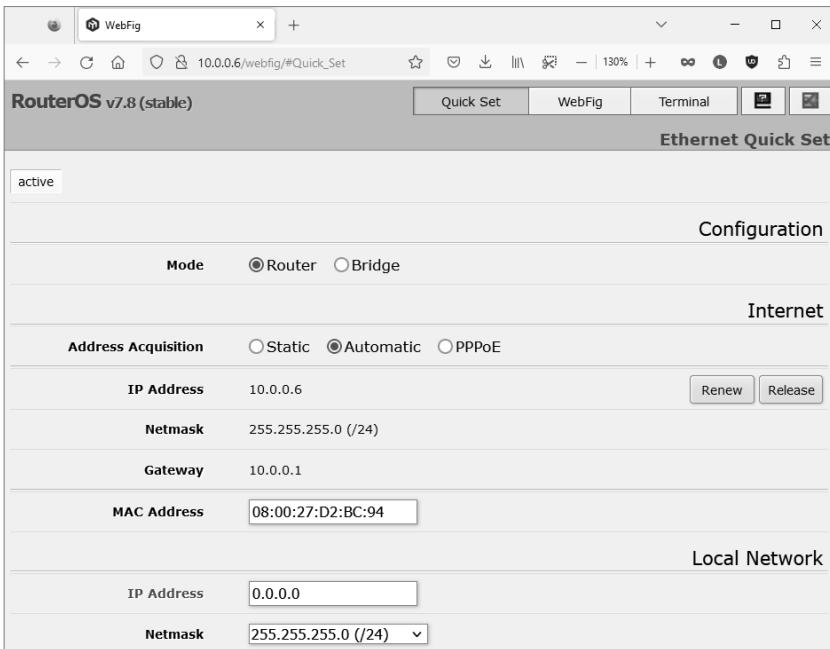 WebFig
10.0.0.6/webfig/#Quick_Set
130%
RouterOS v7.8 (stable)
Quick Set
WebFig
Terminal
Ethernet Quick Set
active
Configuration
Mode Router Bridge
Internet
Address Acquisition Static Automatic PPPoE
IP Address 10.0.0.6 Renew Release
Netmask 255.255.255.0 (/24)
Gateway 10.0.0.1
MAC Address 08:00:27:D2:BC:94
Local Network
IP Address 0.0.0.0
Netmask 255.255.255.0 (/24)